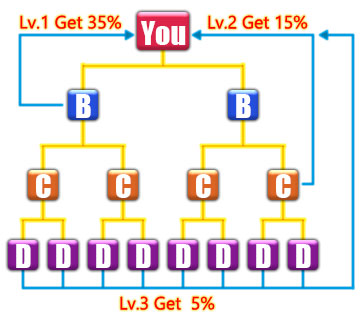 Lv.1 Get 35%
You
Lv.2 Get 15%
B B
C C C C
D D D D D D D D
Lv.3 Get 5%